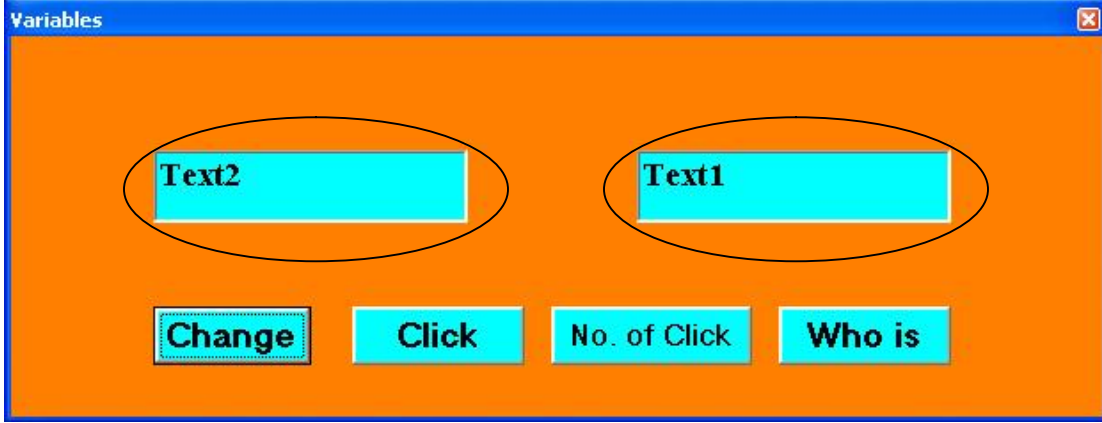 Variables
Text2
Text1
Change
Click
No. of Click
Who is